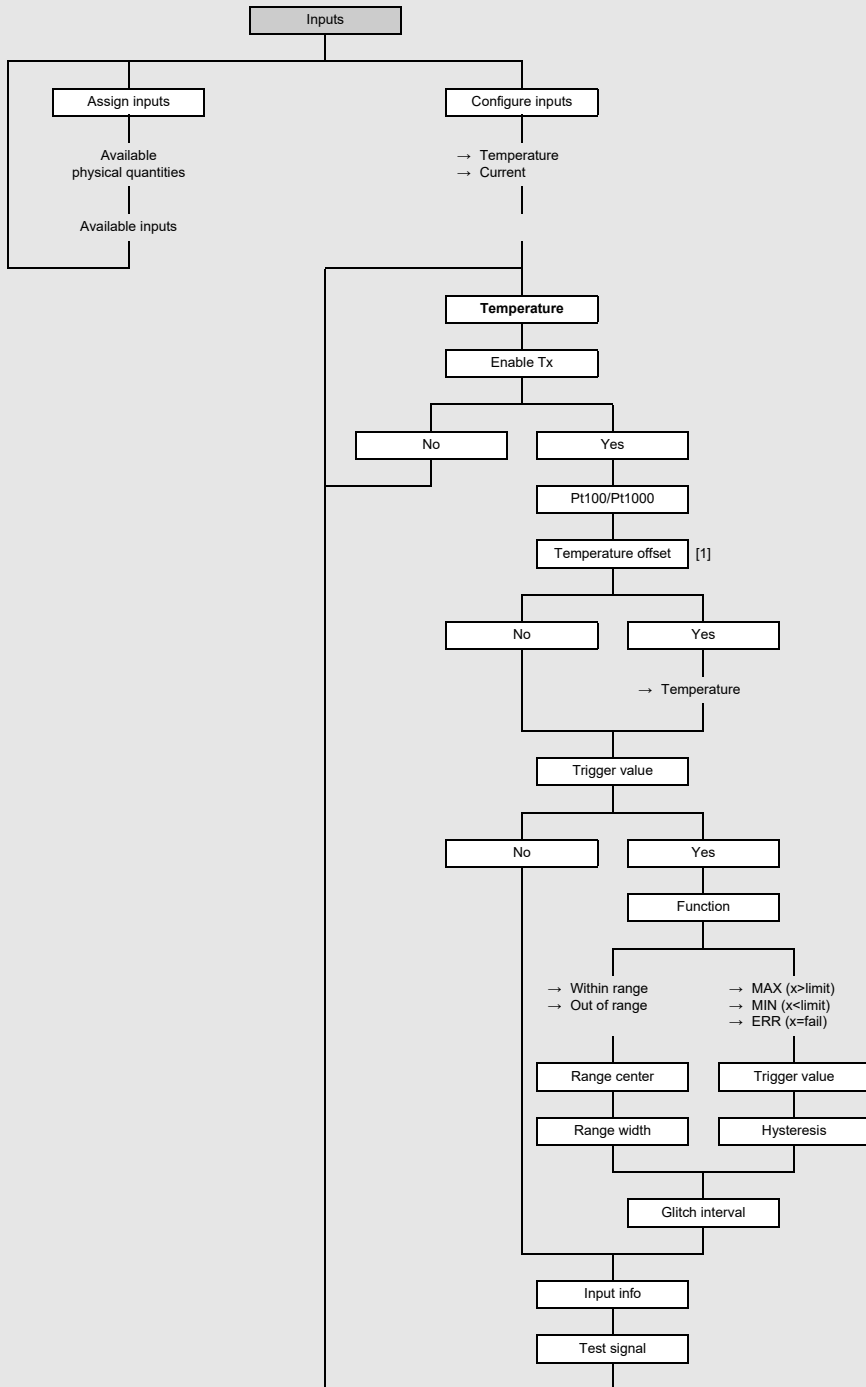 Inputs
Assign inputs
Configure inputs
Available
physical quantities
→ Temperature
→ Current
Available inputs
Temperature
Enable Tx
No
Yes
Pt100/Pt1000
Temperature offset [1]
No
Yes
→ Temperature
Trigger value
No
Yes
Function
→ Within range
→ Out of range
→ MAX (x>limit)
→ MIN (x<limit)
→ ERR (x=fail)
Range center
Trigger value
Range width
Hysteresis
Glitch interval
Input info
Test signal